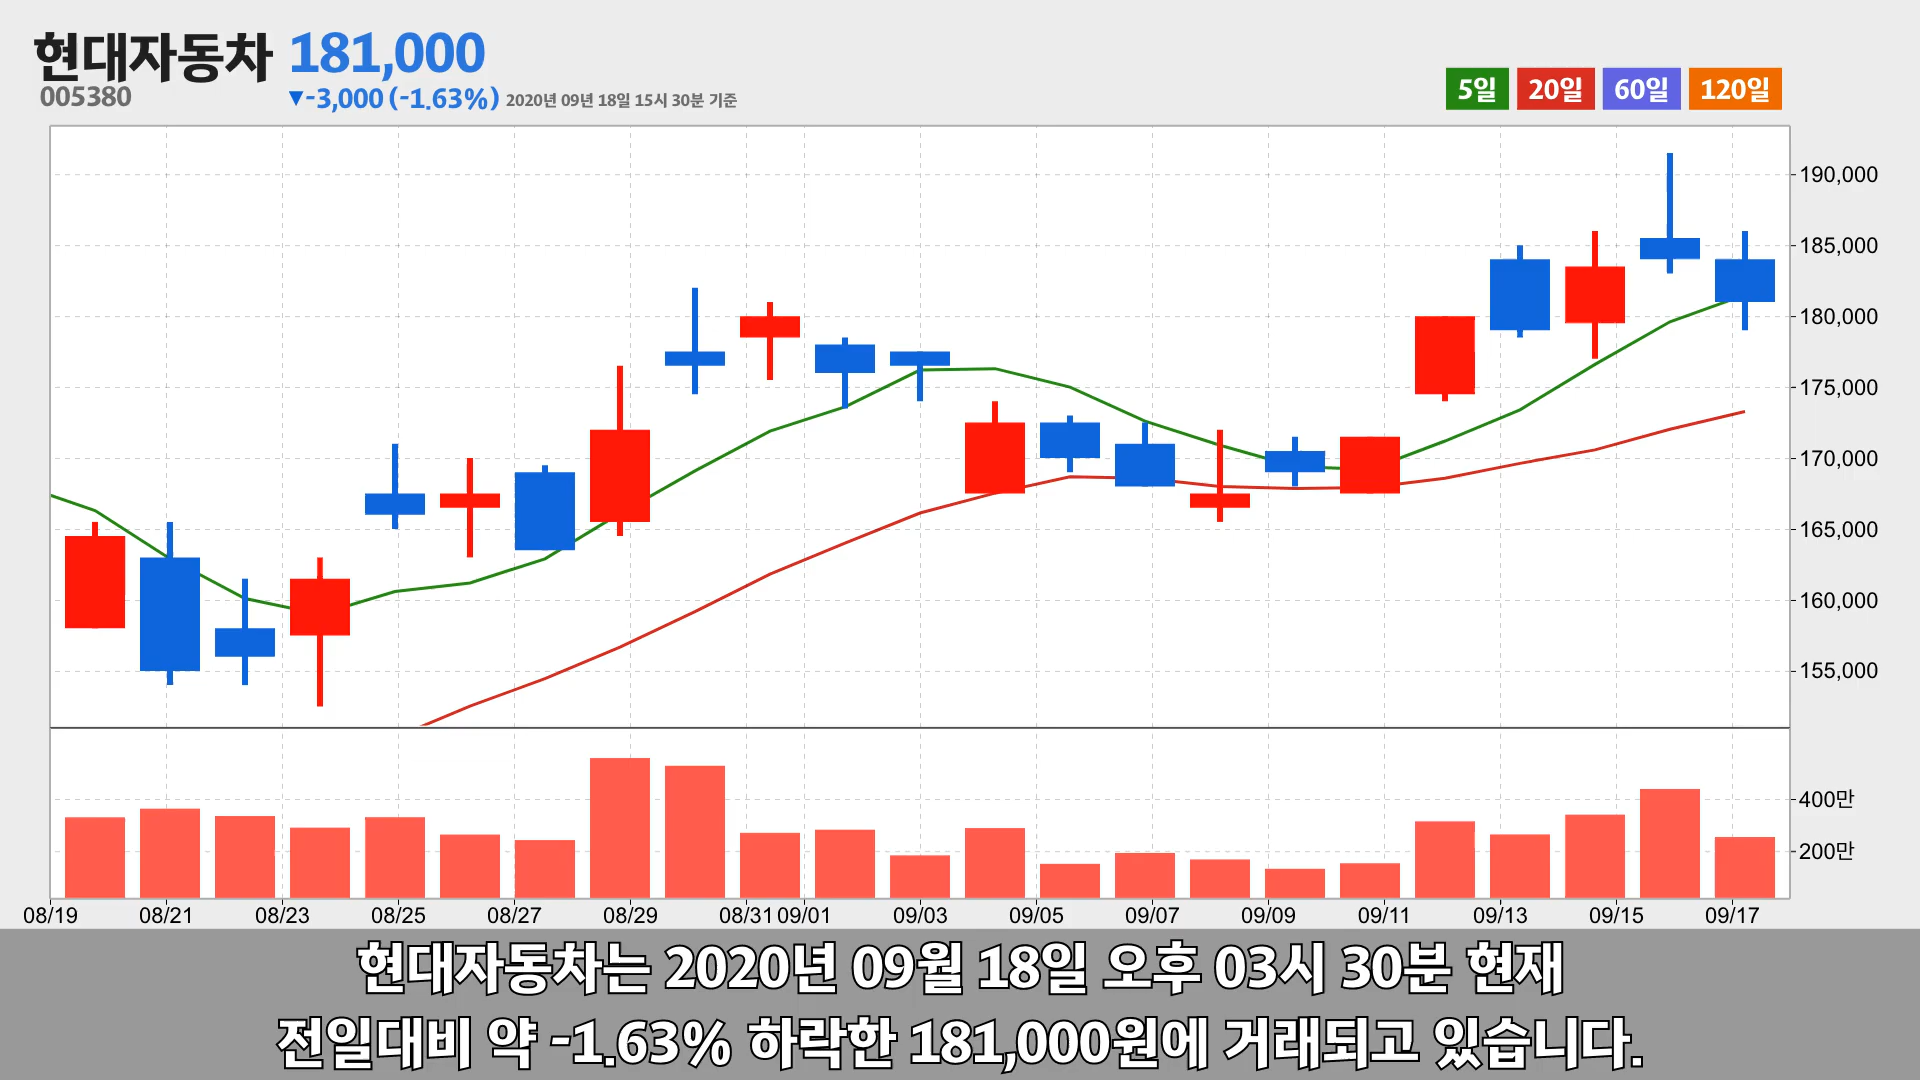 현대자동차 181,000
005380 ▼-3,000 (-1.63%) 2020년 09년 18일 15시 30분 기준
5일 20일 60일 120일
190,000
185,000
180,000
175,000
170,000
165,000
160,000
155,000
400만
200만
08/19 08/21 08/23 08/25 08/27 08/29 08/31 09/01 09/03 09/05 09/07 09/09 09/11 09/13 09/15 09/17
현대자동차는 2020년 09월 18일 오후 03시 30분 현재
전일대비 약 -1.63% 하락한 181,000원에 거래되고 있습니다.